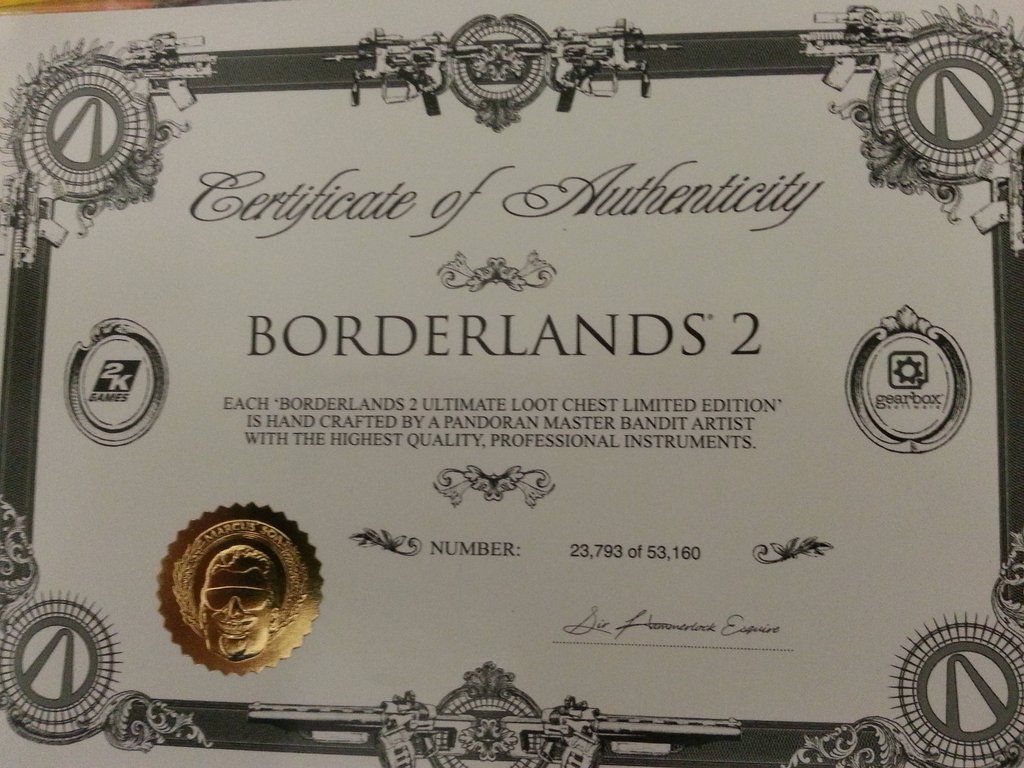 Certificate of Authenticity
BORDERLANDS® 2
2K
GAMES
gearbox
software
EACH 'BORDERLANDS 2 ULTIMATE LOOT CHEST LIMITED EDITION'
IS HAND CRAFTED BY A PANDORAN MASTER BANDIT ARTIST
WITH THE HIGHEST QUALITY, PROFESSIONAL INSTRUMENTS.
MARCUS
NUMBER: 23,793 of 53,160
Sir Hammerlock Esquire